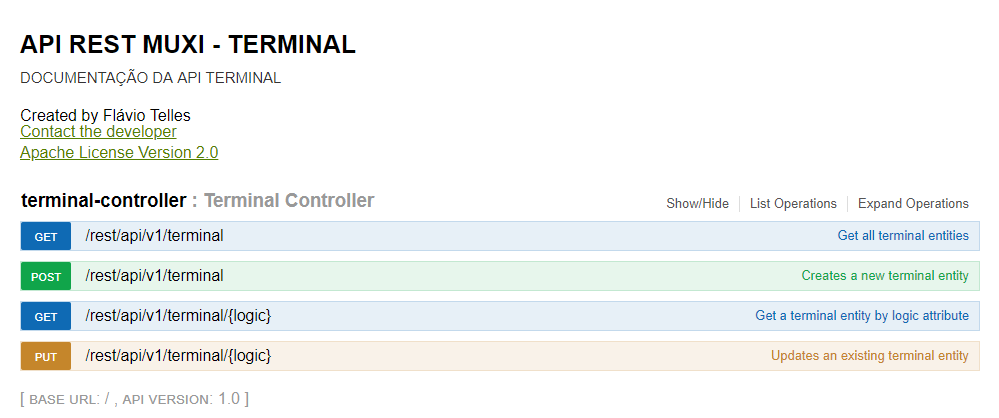 API REST MUXI - TERMINAL
DOCUMENTAÇÃO DA API TERMINAL
Created by Flávio Telles
Contact the developer
Apache License Version 2.0
terminal-controller : Terminal Controller Show/Hide List Operations Expand Operations
GET /rest/api/v1/terminal Get all terminal entities
POST /rest/api/v1/terminal Creates a new terminal entity
GET /rest/api/v1/terminal/{logic} Get a terminal entity by logic attribute
PUT /rest/api/v1/terminal/{logic} Updates an existing terminal entity
[ BASE URL: / , API VERSION: 1.0 ]